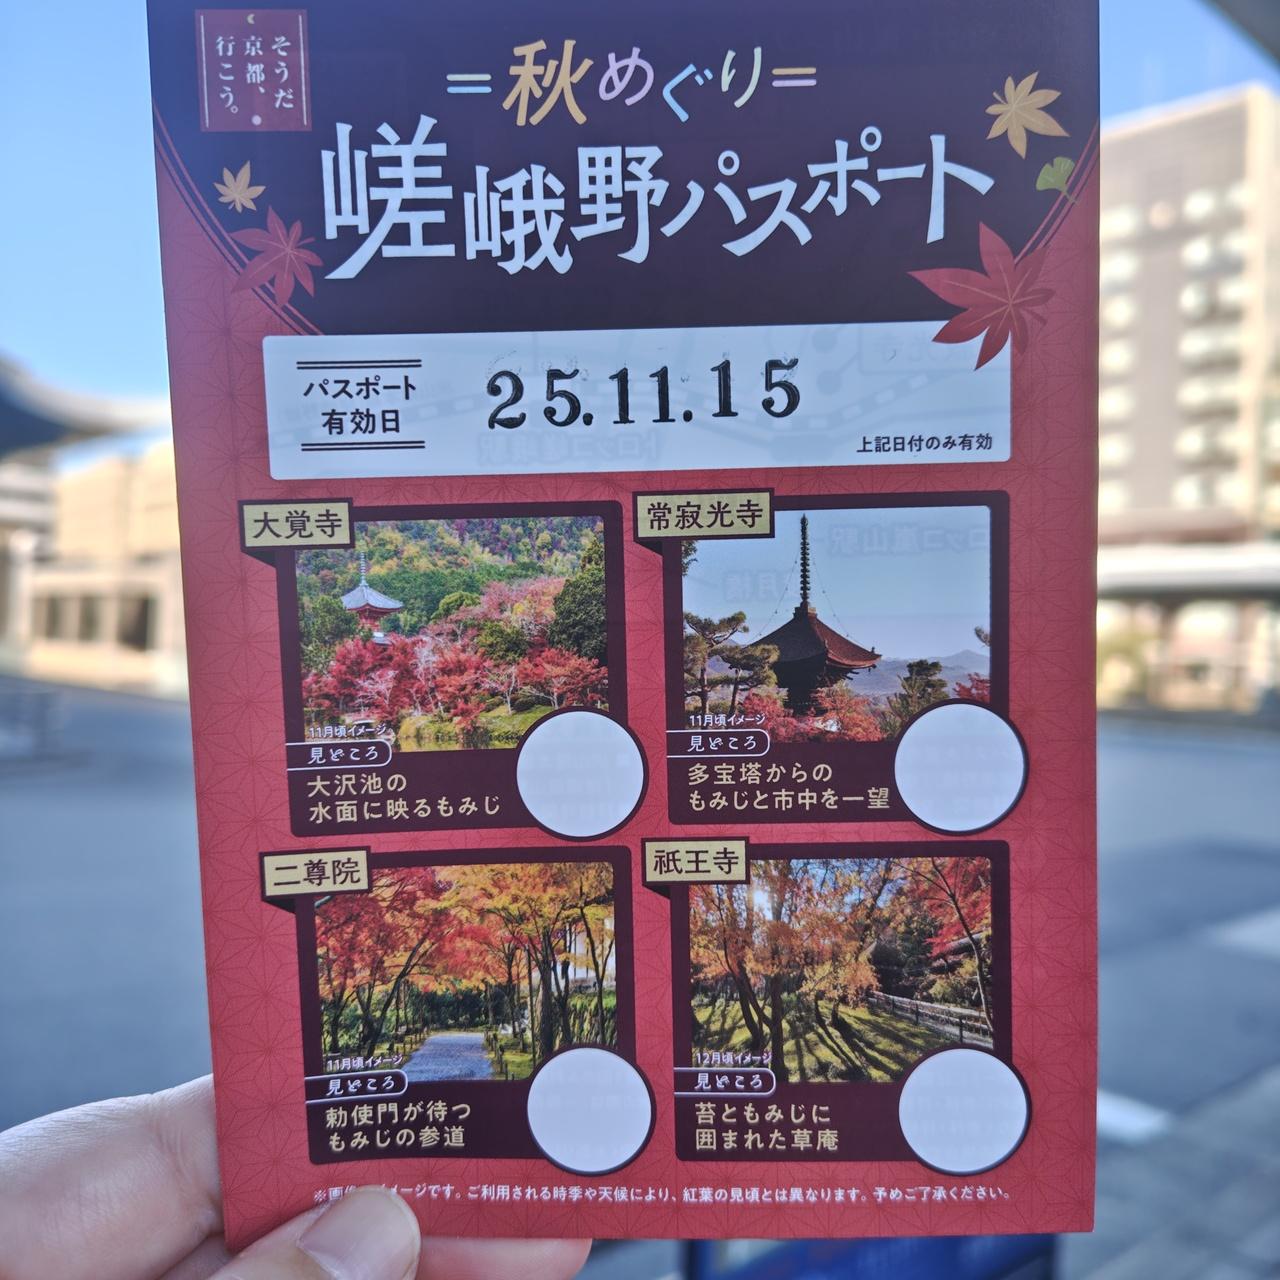 そうだ
京都、
行こう。
秋めぐり
嵯峨野パスポート
パスポート
有効日
25.11.15
上記日付のみ有効
大覚寺
11月頃イメージ
見どころ
大沢池の
水面に映るもみじ
常寂光寺
11月頃イメージ
見どころ
多宝塔からの
もみじと市中を一望
二尊院
11月頃イメージ
見どころ
勅使門が待つ
もみじの参道
祇王寺
12月頃イメージ
見どころ
苔ともみじに
囲まれた草庵
※画像 イメージです。ご利用される時季や天候により、紅葉の見頃とは異なります。予めご了承ください。